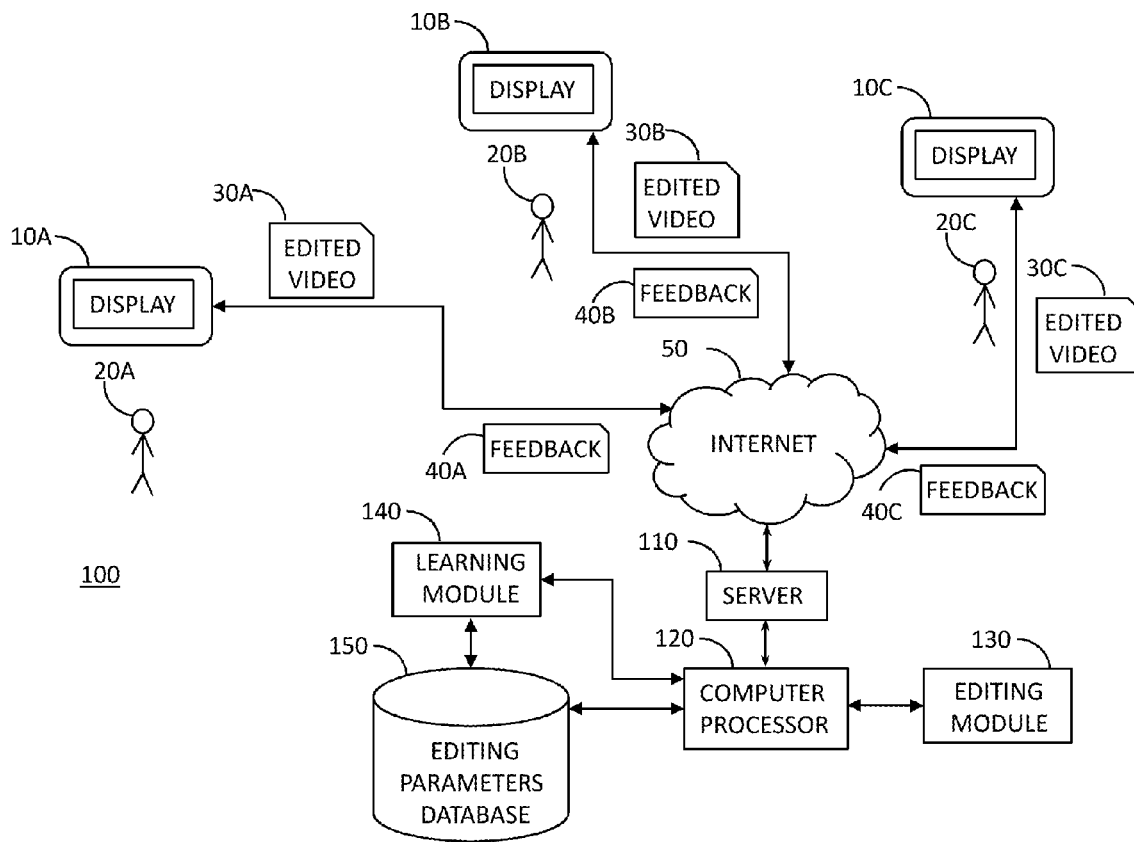 10B
DISPLAY
10C
30B
20B
DISPLAY
EDITED
VIDEO
30A
10A
EDITED
VIDEO
20C
30C
DISPLAY
40B
FEEDBACK
EDITED
VIDEO
50
20A
INTERNET
40A
FEEDBACK
40C
FEEDBACK
140
110
100
LEARNING
MODULE
SERVER
150
120
130
COMPUTER
PROCESSOR
EDITING
MODULE
EDITING
PARAMETERS
DATABASE